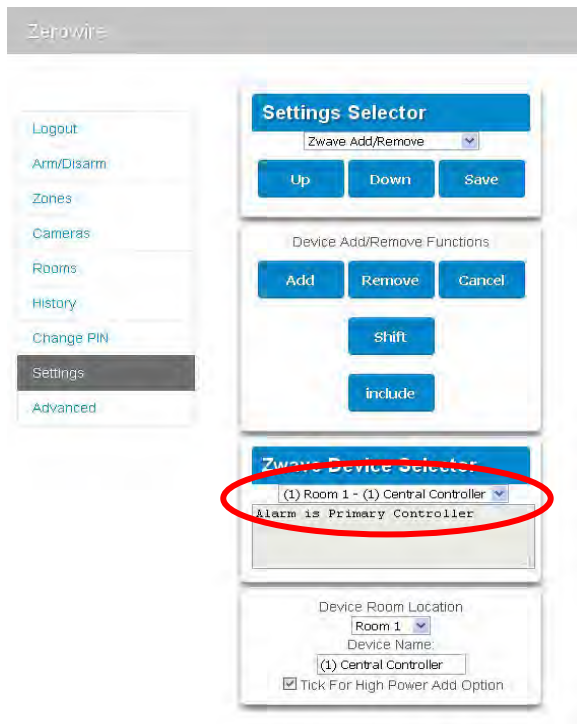 Zerowire
Logout
Arm/Disarm
Zones
Cameras
Rooms
History
Change PIN
Settings
Advanced
Settings Selector
Zwave Add/Remove
Up Down Save
Device Add/Remove Functions
Add Remove Cancel
Shift
include
Zwave Device Selector
(1) Room 1 - (1) Central Controller
Alarm is Primary Controller
Device Room Location
Room 1
Device Name:
(1) Central Controller
Tick For High Power Add Option